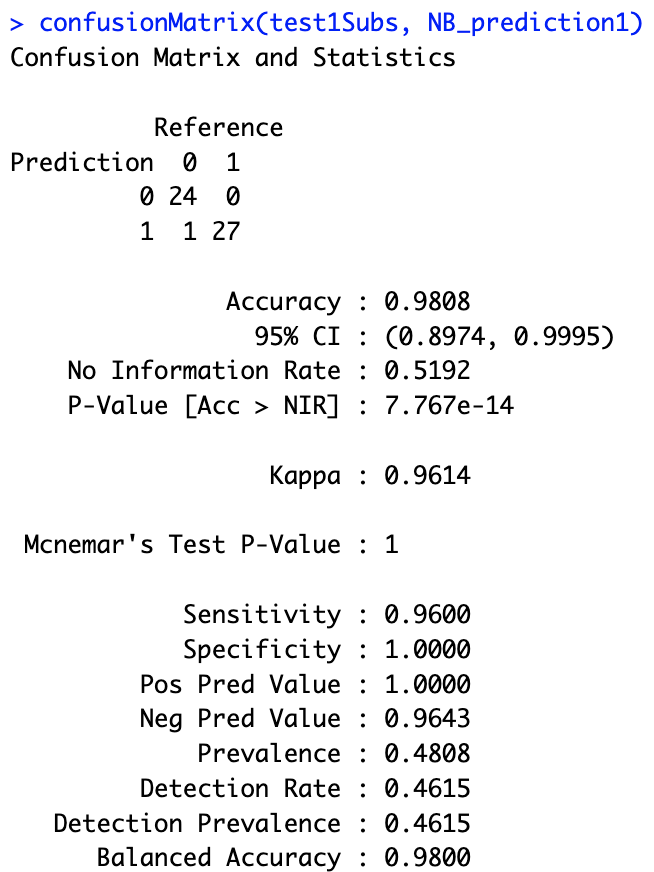 > confusionMatrix(test1Subs, NB_prediction1)
Confusion Matrix and Statistics
Reference
Prediction 0 1
0 24 0
1 1 27
Accuracy : 0.9808
95% CI : (0.8974, 0.9995)
No Information Rate : 0.5192
P-Value [Acc > NIR] : 7.767e-14
Kappa : 0.9614
Mcnemar's Test P-Value : 1
Sensitivity : 0.9600
Specificity : 1.0000
Pos Pred Value : 1.0000
Neg Pred Value : 0.9643
Prevalence : 0.4808
Detection Rate : 0.4615
Detection Prevalence : 0.4615
Balanced Accuracy : 0.9800